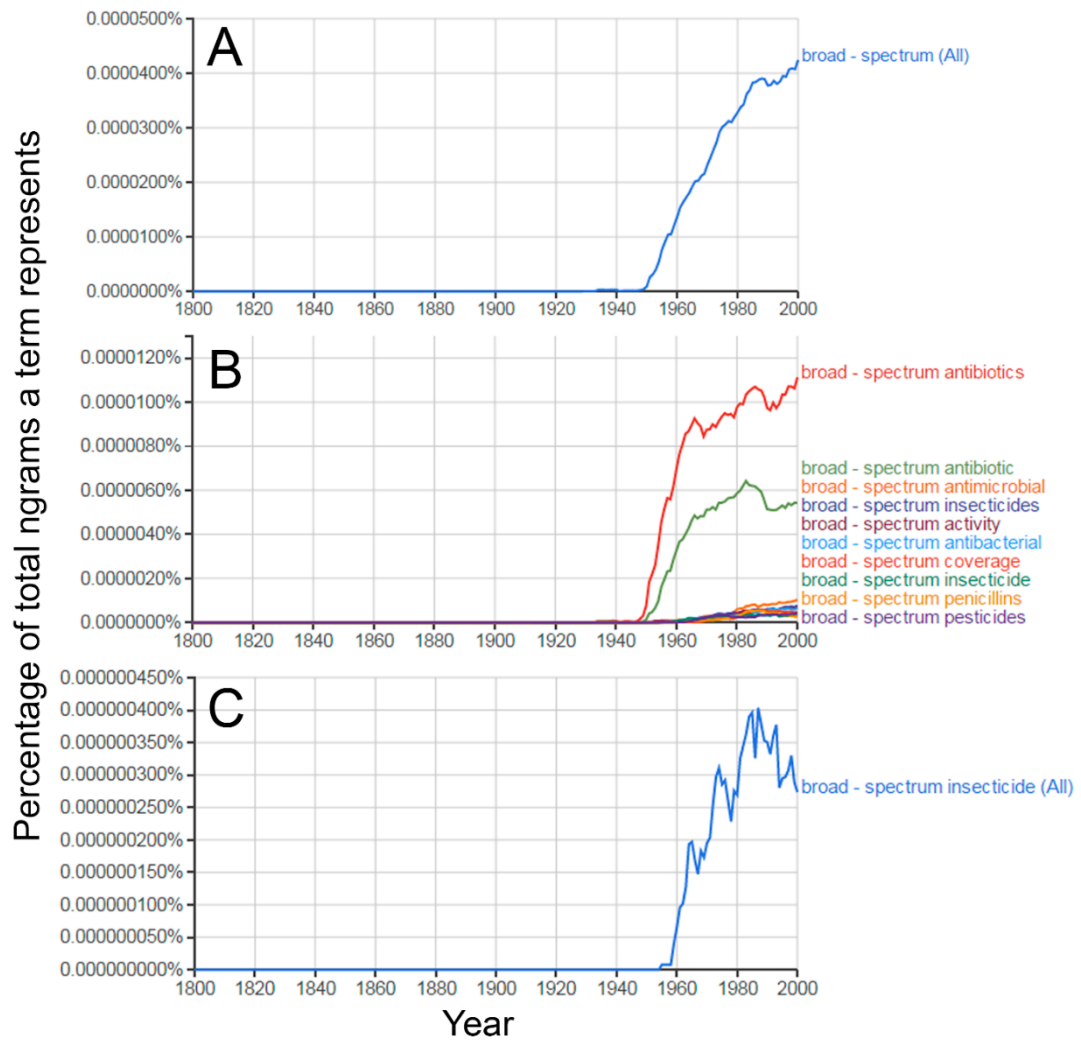 Percentage of total ngrams a term represents
A
0.0000500%
0.0000400%
0.0000300%
0.0000200%
0.0000100%
0.0000000%
1800 1820 1840 1860 1880 1900 1920 1940 1960 1980 2000
broad - spectrum (All)
B
0.0000120%
0.0000100%
0.0000080%
0.0000060%
0.0000040%
0.0000020%
0.0000000%
1800 1820 1840 1860 1880 1900 1920 1940 1960 1980 2000
broad - spectrum antibiotics
broad - spectrum antibiotic
broad - spectrum antimicrobial
broad - spectrum insecticides
broad - spectrum activity
broad - spectrum antibacterial
broad - spectrum coverage
broad - spectrum insecticide
broad - spectrum penicillins
broad - spectrum pesticides
C
0.000000450%
0.000000400%
0.000000350%
0.000000300%
0.000000250%
0.000000200%
0.000000150%
0.000000100%
0.000000050%
0.000000000%
1800 1820 1840 1860 1880 1900 1920 1940 1960 1980 2000
broad - spectrum insecticide (All)
Year